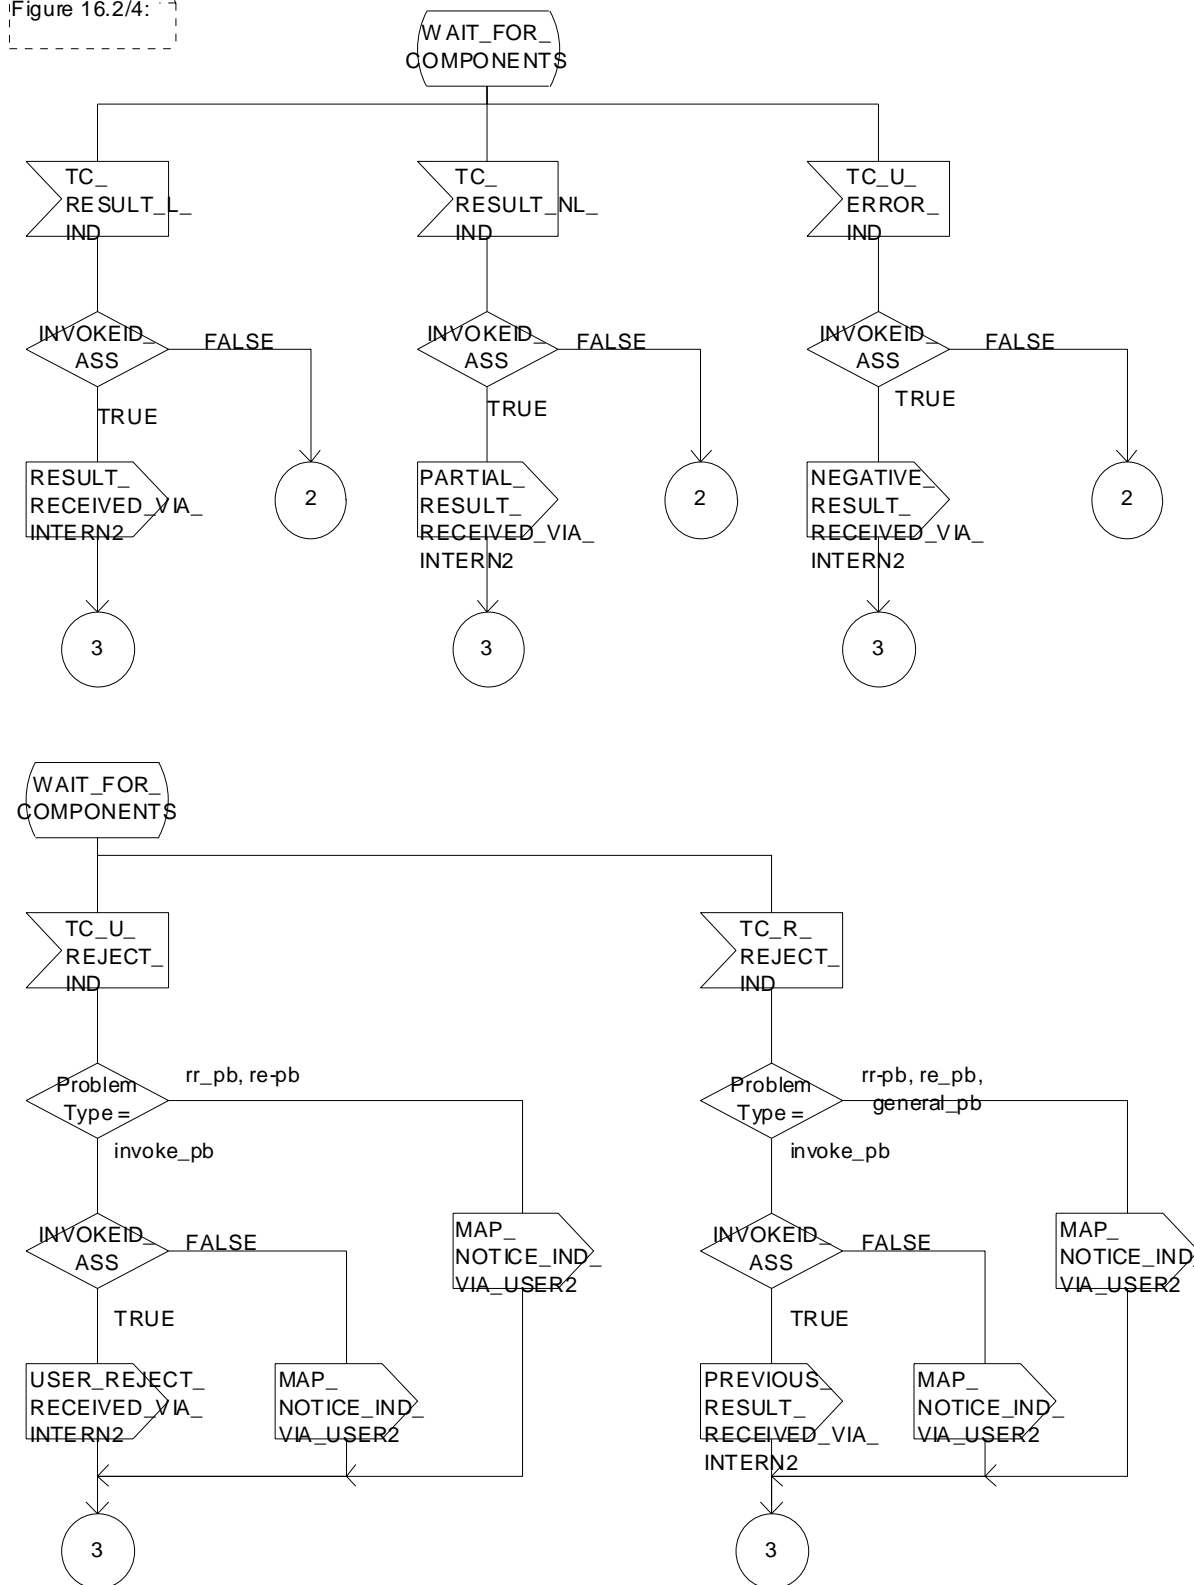 Figure 16.2/4:
WAIT_FOR_
COMPONENTS
TC_
RESULT_L_
IND
TC_
RESULT_NL_
IND
TC_U_
ERROR_
IND
INVOKEID_
ASS
FALSE
TRUE
INVOKEID_
ASS
FALSE
TRUE
INVOKEID_
ASS
FALSE
TRUE
RESULT_
RECEIVED_VIA_
INTERN2
2
PARTIAL_
RESULT_
RECEIVED_VIA_
INTERN2
2
NEGATIVE_
RESULT_
RECEIVED_VIA_
INTERN2
2
3
3
3
WAIT_FOR_
COMPONENTS
TC_U_
REJECT_
IND
TC_R_
REJECT_
IND
Problem
Type =
rr_pb, re-pb
invoke_pb
Problem
Type =
rr-pb, re_pb,
general_pb
invoke_pb
INVOKEID_
ASS
FALSE
TRUE
MAP_
NOTICE_IND_
VIA_USER2
INVOKEID_
ASS
FALSE
TRUE
MAP_
NOTICE_IND_
VIA_USER2
USER_REJECT_
RECEIVED_VIA_
INTERN2
MAP_
NOTICE_IND_
VIA_USER2
PREVIOUS_
RESULT_
RECEIVED_VIA_
INTERN2
MAP_
NOTICE_IND_
VIA_USER2
3
3